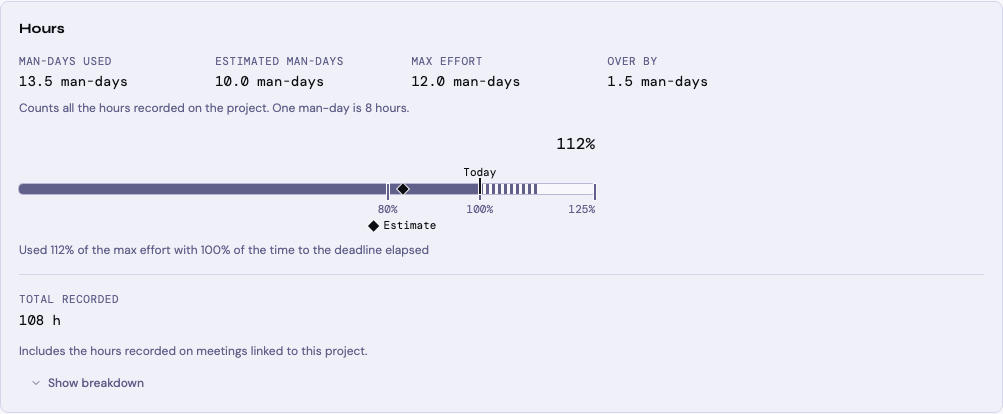 Hours
MAN-DAYS USED
ESTIMATED MAN-DAYS
MAX EFFORT
OVER BY
13.5 man-days
10.0 man-days
12.0 man-days
1.5 man-days
Counts all the hours recorded on the project. One man-day is 8 hours.
112%
Today
80%
100%
125%
Estimate
Used 112% of the max effort with 100% of the time to the deadline elapsed
TOTAL RECORDED
108 h
Includes the hours recorded on meetings linked to this project.
Show breakdown